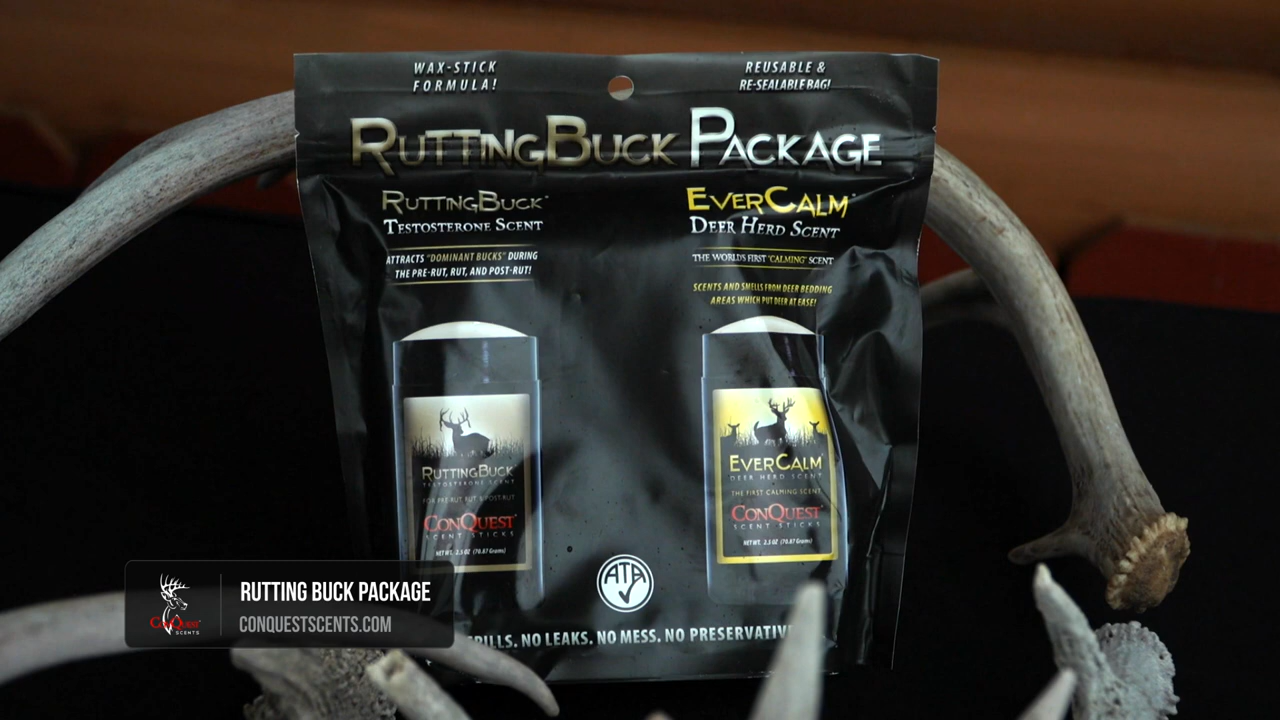 WAX-STICK
FORMULA!
REUSABLE &
RE-SEALABLE BAG!
RUTTINGBUCK PACKAGE
RUTTINGBUCK
TESTOSTERONE SCENT
ATTRACTS "DOMINANT BUCKS" DURING
THE PRE-RUT, RUT, AND POST-RUT!
EVERCALM
DEER HERD SCENT
THE WORLD'S FIRST "CALMING" SCENT
SCENTS AND SMELLS FROM DEER BEDDING
AREAS WHICH PUT DEER AT EASE!
RUTTINGBUCK
TESTOSTERONE SCENT
FOR PRE-RUT, RUT, & POST-RUT
CONQUEST
SCENT STICKS
NET WT. 2.5 OZ (70.87 Grams)
EVERCALM
DEER HERD SCENT
THE FIRST CALMING SCENT
CONQUEST
SCENT STICKS
NET WT. 2.5 OZ (70.87 Grams)
ATA
NO LEAKS. NO MESS. NO
CONQUEST
SCENTS
RUTTING BUCK PACKAGE
CONQUESTSCENTS.COM